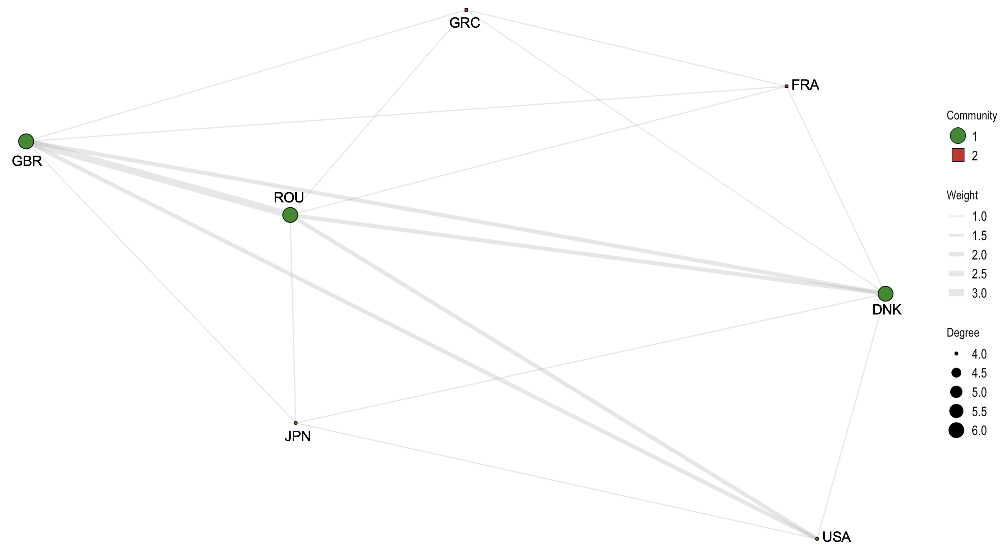 GRC
FRA
GBR
ROU
DNK
JPN
USA
Community
1
2
Weight
1.0
1.5
2.0
2.5
3.0
Degree
4.0
4.5
5.0
5.5
6.0